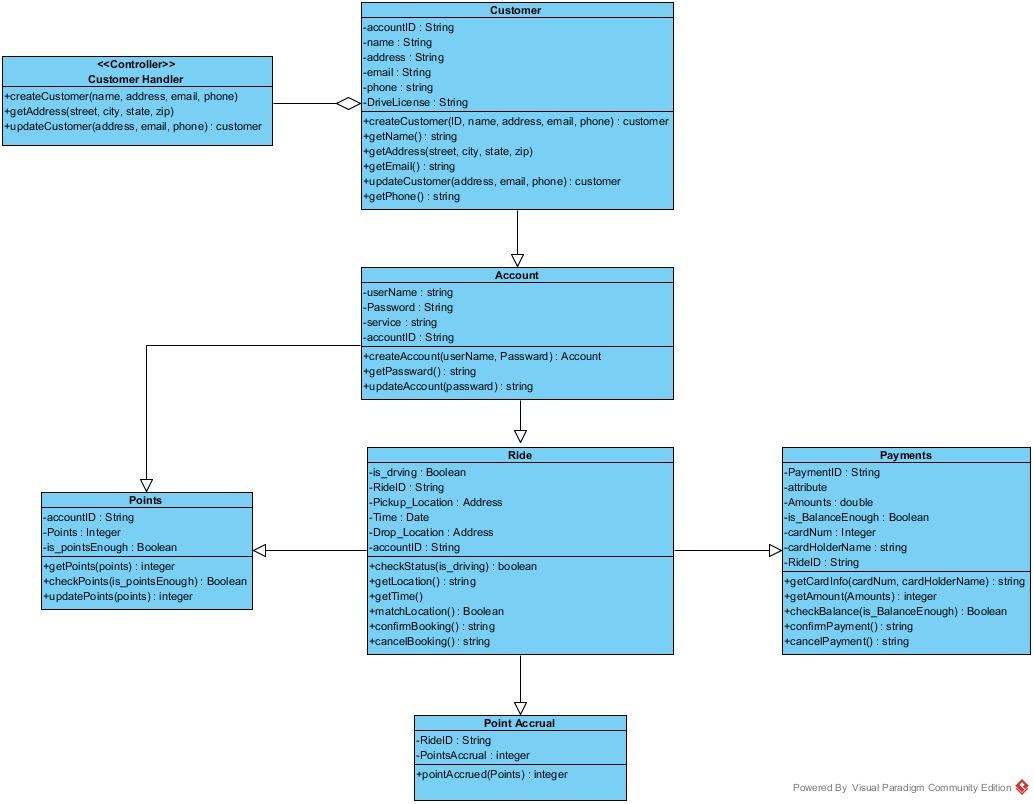 Customer
-accountID : String
-name : String
-address : String
-email : String
-phone : string
-DriveLicense : String
+createCustomer(ID, name, address, email, phone) : customer
+getName() : string
+getAddress(street, city, state, zip)
+getEmail() : string
+updateCustomer(address, email, phone) : customer
+getPhone() : string
<<Controller>>
Customer Handler
+createCustomer(name, address, email, phone)
+getAddress(street, city, state, zip)
+updateCustomer(address, email, phone) : customer
Account
-userName : string
-Password : String
-service : string
-accountID : String
+createAccount(userName, Password) : Account
+getPassword() : string
+updateAccount(password) : string
Points
-accountID : String
-Points : Integer
-is_pointsEnough : Boolean
+getPoints(points) : integer
+checkPoints(is_pointsEnough) : Boolean
+updatePoints(points) : integer
Ride
-is_drving : Boolean
-RideID : String
-Pickup_Location : Address
-Time : Date
-Drop_Location : Address
-accountID : String
+checkStatus(is_driving) : boolean
+getLocation() : string
+getTime()
+matchLocation() : Boolean
+confirmBooking() : string
+cancelBooking() : string
Payments
-PaymentID : String
-attribute
-Amounts : double
-is_BalanceEnough : Boolean
-cardNum : Integer
-cardHolderName : string
-RideID : String
+getCardInfo(cardNum, cardHolderName) : string
+getAmount(Amounts) : integer
+checkBalance(is_BalanceEnough) : Boolean
+confirmPayment() : string
+cancelPayment() : string
Point Accrual
-RideID : String
-PointsAccrual : integer
+pointAccrued(Points) : integer
Powered By Visual Paradigm Community Edition